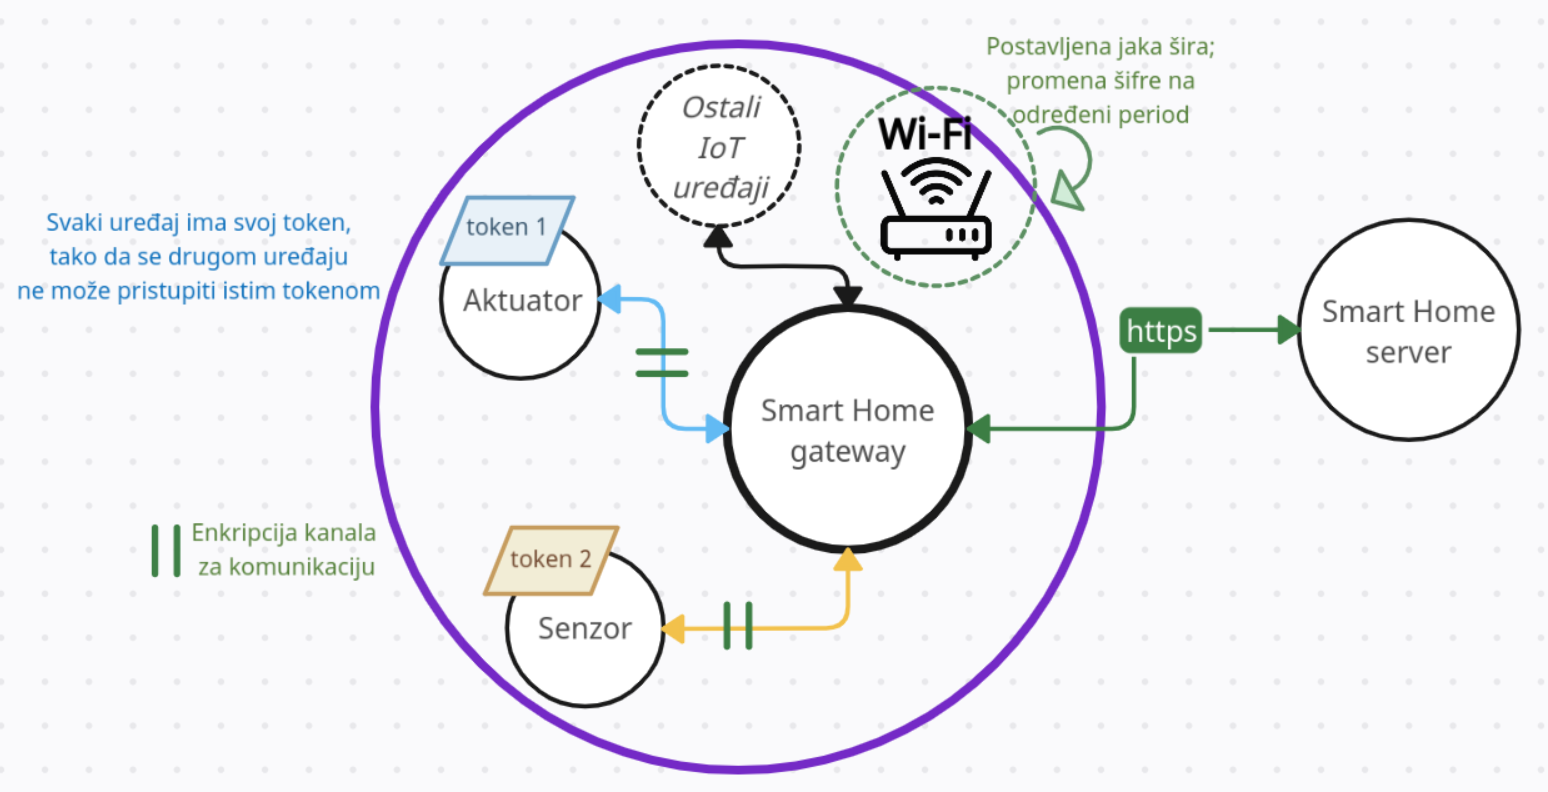 Postavljena jaka šira;
promena šifre na
određeni period
Ostali
IoT
uređaji
Wi-Fi
Svaki uređaj ima svoj token,
tako da se drugom uređaju
ne može pristupiti istim tokenom
token 1
Aktuator
https
Smart Home
server
Smart Home
gateway
Enkripcija kanala
za komunikaciju
token 2
Senzor